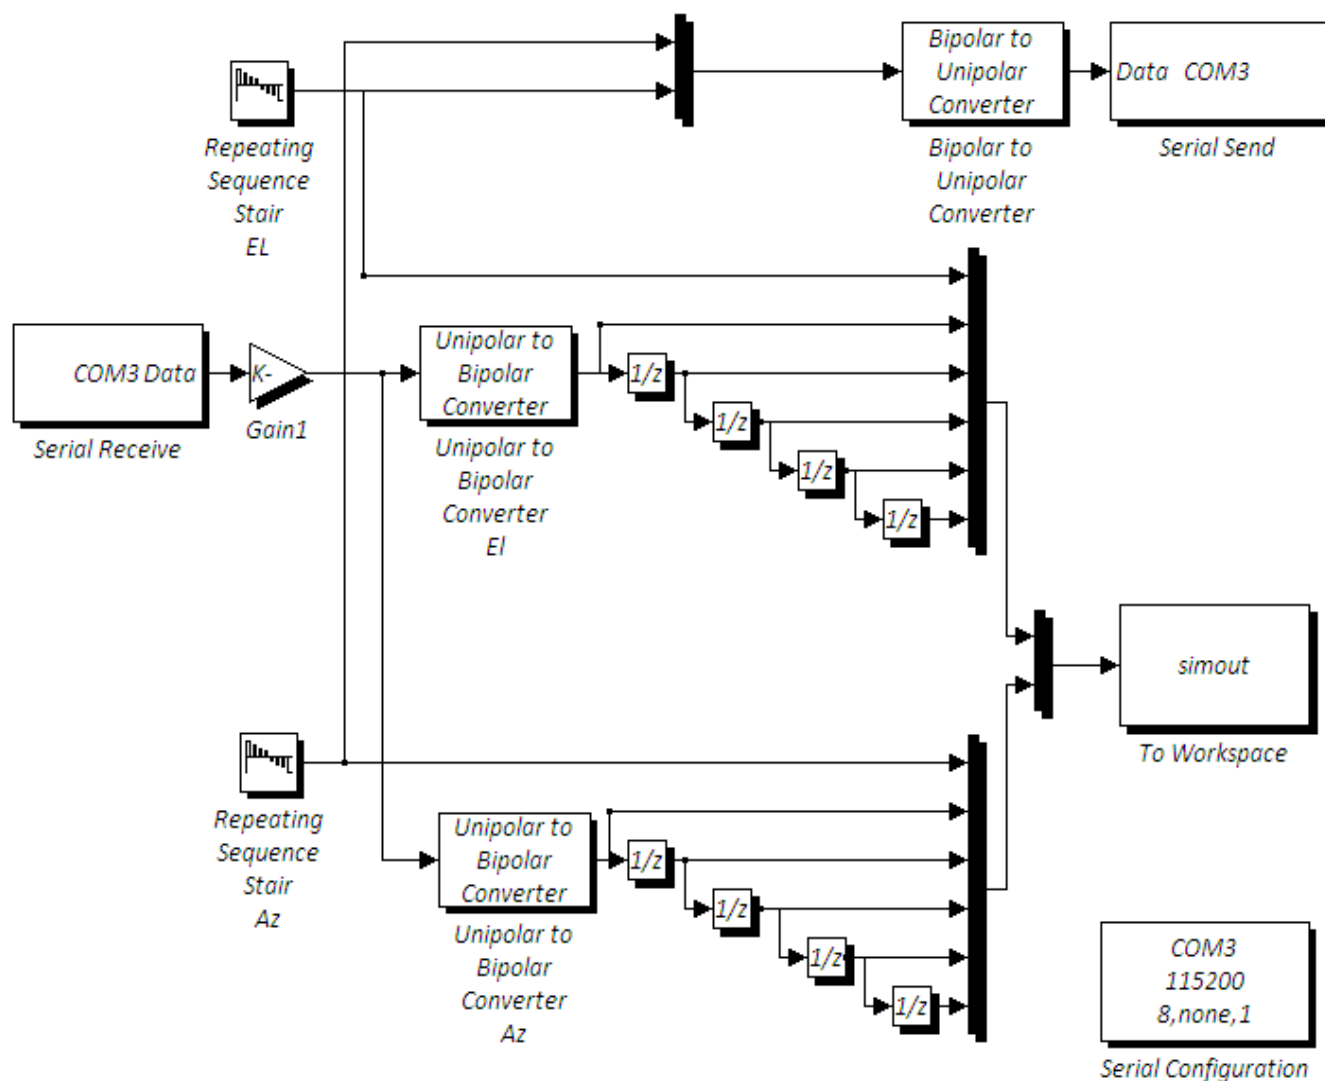 Bipolar to
Unipolar
Converter
Data COM3
Repeating
Sequence
Stair
EL
Bipolar to
Unipolar
Converter
Serial Send
COM3 Data
Serial Receive
K-
Gain1
Unipolar to
Bipolar
Converter
Unipolar to
Bipolar
Converter
El
1/z
1/z
1/z
1/z
simout
To Workspace
Repeating
Sequence
Stair
Az
Unipolar to
Bipolar
Converter
Unipolar to
Bipolar
Converter
Az
1/z
1/z
1/z
1/z
COM3
115200
8,none,1
Serial Configuration